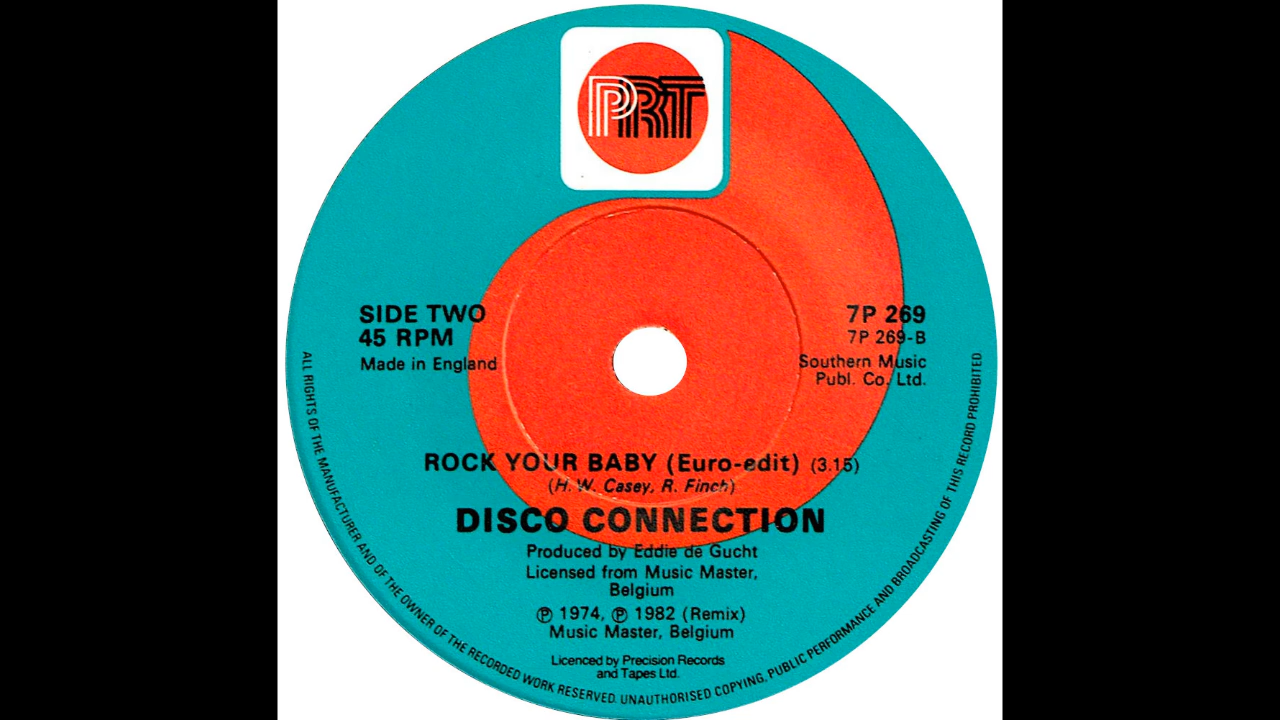 PRT
SIDE TWO
45 RPM
Made in England
7P 269
7P 269-B
Southern Music
Publ. Co. Ltd.
ROCK YOUR BABY (Euro-edit) (3.15)
(H. W. Casey, R. Finch)
DISCO CONNECTION
Produced by Eddie de Gucht
Licensed from Music Master,
Belgium
℗ 1974, ℗ 1982 (Remix)
Music Master, Belgium
Licenced by Precision Records
and Tapes Ltd.
ALL RIGHTS OF THE MANUFACTURER AND OF THE OWNER OF THE RECORDED WORK RESERVED. UNAUTHORISED COPYING, PUBLIC PERFORMANCE AND BROADCASTING OF THIS RECORD PROHIBITED